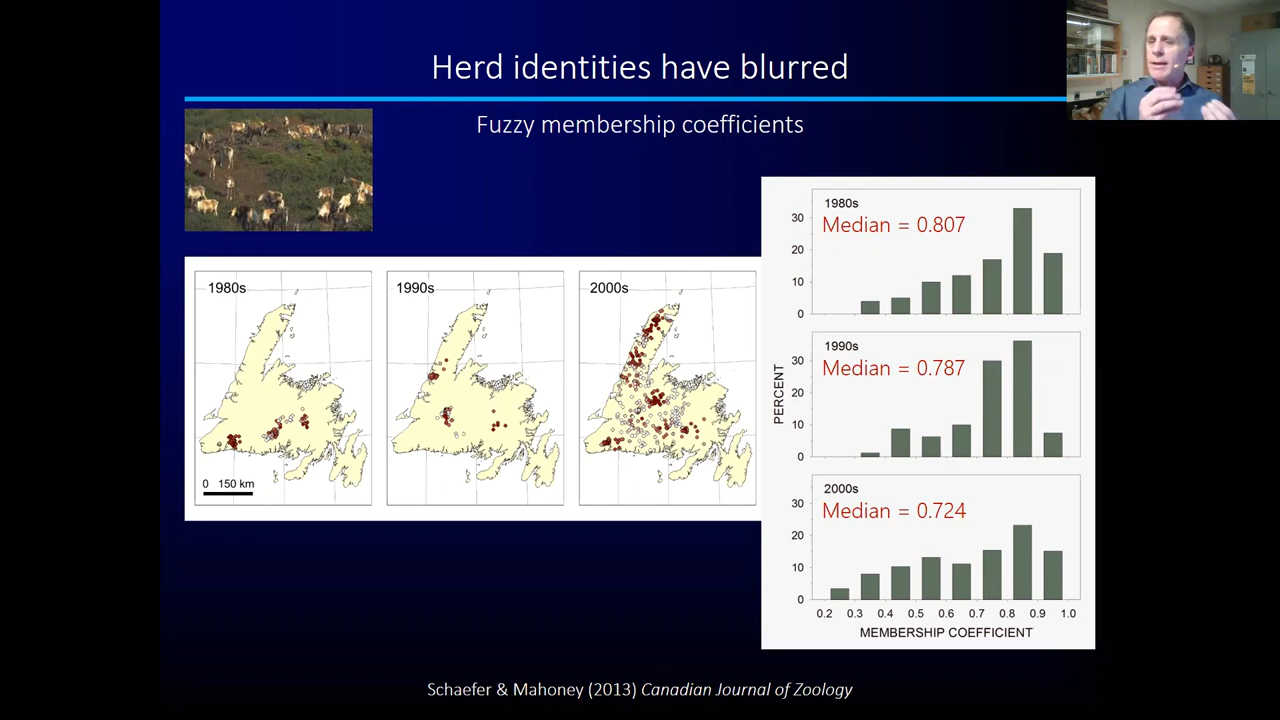 Herd identities have blurred
Fuzzy membership coefficients
1980s
1990s
2000s
0 150 km
1980s
Median = 0.807
30
20
10
0
1990s
Median = 0.787
30
20
10
0
PERCENT
2000s
Median = 0.724
30
20
10
0
0.2 0.3 0.4 0.5 0.6 0.7 0.8 0.9 1.0
MEMBERSHIP COEFFICIENT
Schaefer & Mahoney (2013) Canadian Journal of Zoology